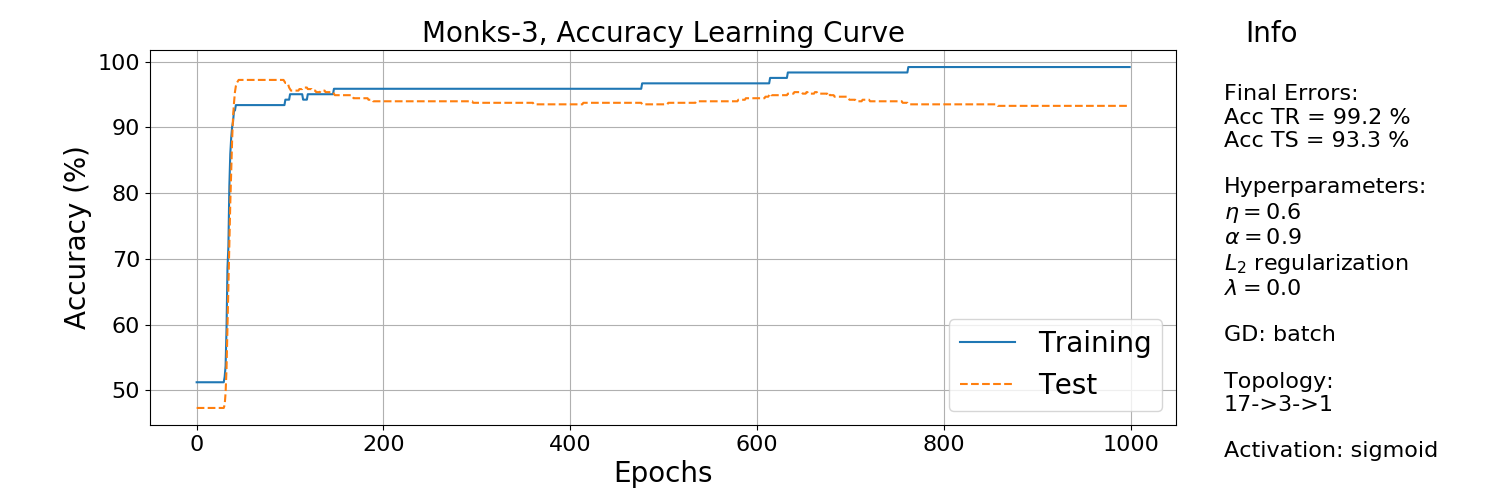 Monks-3, Accuracy Learning Curve
Accuracy (%)
100
90
80
70
60
50
0
200
400
600
800
1000
Epochs
Training
Test
Info
Final Errors:
Acc TR = 99.2 %
Acc TS = 93.3 %
Hyperparameters:
η = 0.6
α = 0.9
L₂ regularization
λ = 0.0
GD: batch
Topology:
17->3->1
Activation: sigmoid